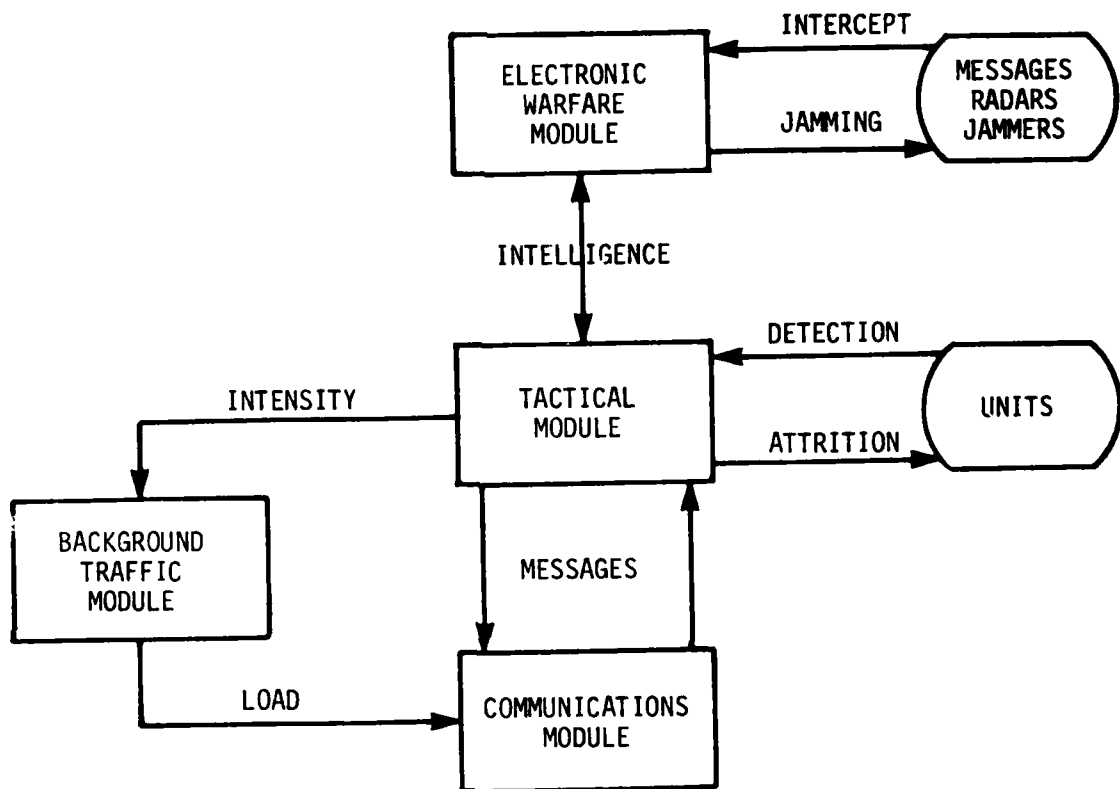 INTERCEPT
ELECTRONIC
WARFARE
MODULE
MESSAGES
RADARS
JAMMERS
JAMMING
INTELLIGENCE
DETECTION
TACTICAL
MODULE
UNITS
ATTRITION
INTENSITY
BACKGROUND
TRAFFIC
MODULE
MESSAGES
LOAD
COMMUNICATIONS
MODULE